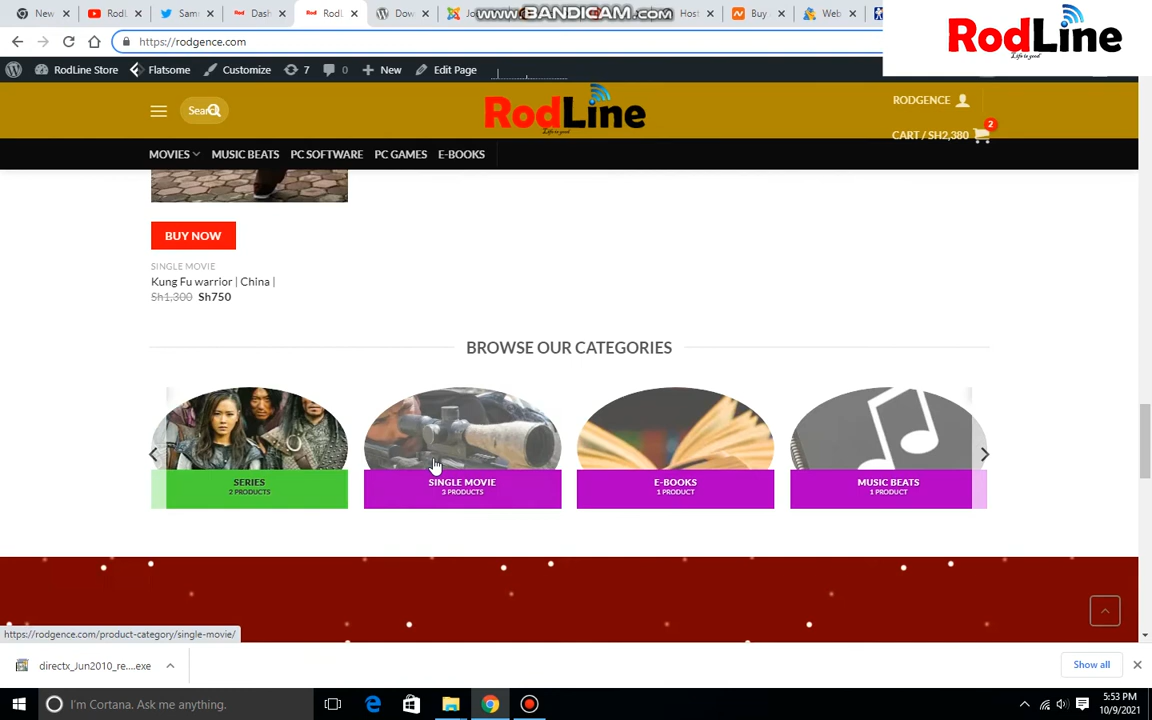 New
RodL
Sam
Dash
RodL
Dow
Jo
www.BANDICAM.com
Host
Buy
Web
https://rodgence.com
RodLine
Life is good
RodLine Store
Flatsome
Customize
7
0
New
Edit Page
Sear
RodLine
Life is good
RODGENCE
CART / SH2,380
2
MOVIES
MUSIC BEATS
PC SOFTWARE
PC GAMES
E-BOOKS
BUY NOW
SINGLE MOVIE
Kung Fu warrior | China |
Sh1,300 Sh750
BROWSE OUR CATEGORIES
SERIES
2 PRODUCTS
SINGLE MOVIE
3 PRODUCTS
E-BOOKS
1 PRODUCT
MUSIC BEATS
1 PRODUCT
https://rodgence.com/product-category/single-movie/
directx_Jun2010_re....exe
Show all
I'm Cortana. Ask me anything.
5:53 PM
10/9/2021